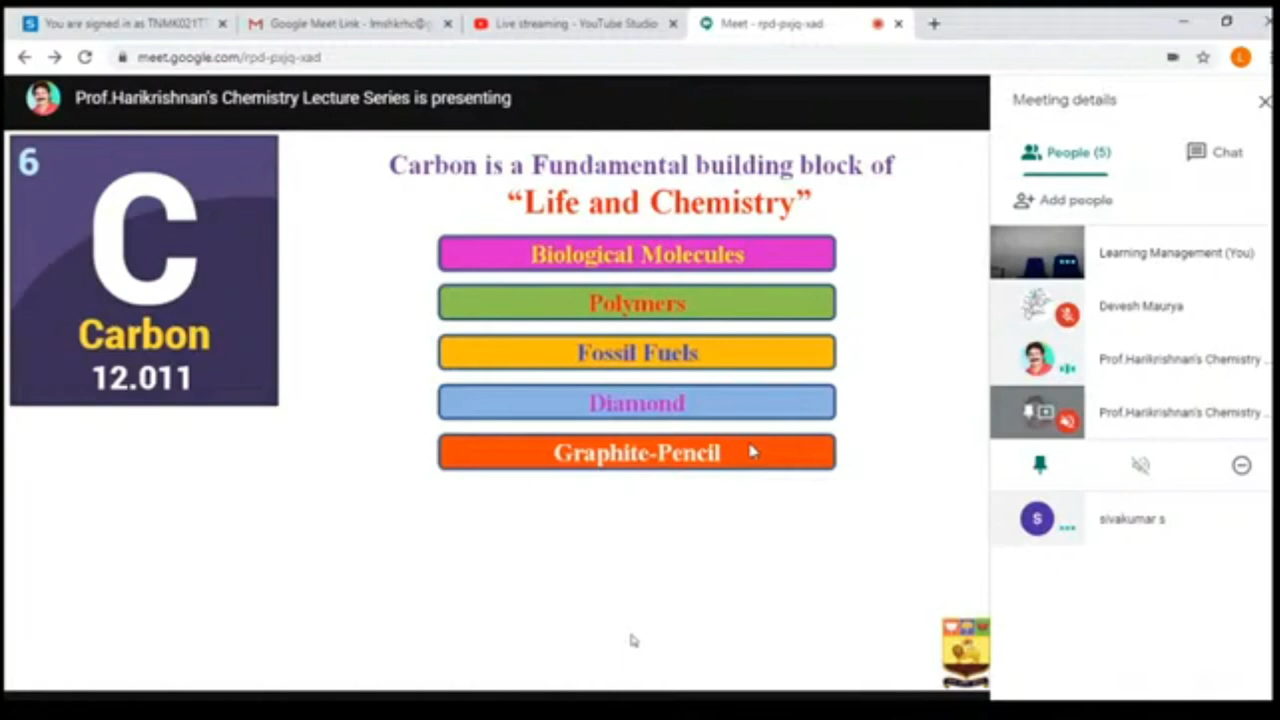 You are signed in as TNMK021T
Google Meet Link - lmshkrhc@g
Live streaming - YouTube Studio
Meet - rpd-pxjq-xad
meet.google.com/rpd-pxjq-xad
L
Prof.Harikrishnan's Chemistry Lecture Series is presenting
6
C
Carbon
12.011
Carbon is a Fundamental building block of
“Life and Chemistry”
Biological Molecules
Polymers
Fossil Fuels
Diamond
Graphite-Pencil
Meeting details
People (5)
Chat
Add people
Learning Management (You)
Devesh Maurya
Prof.Harikrishnan's Chemistry ...
Prof.Harikrishnan's Chemistry ...
S
sivakumar s